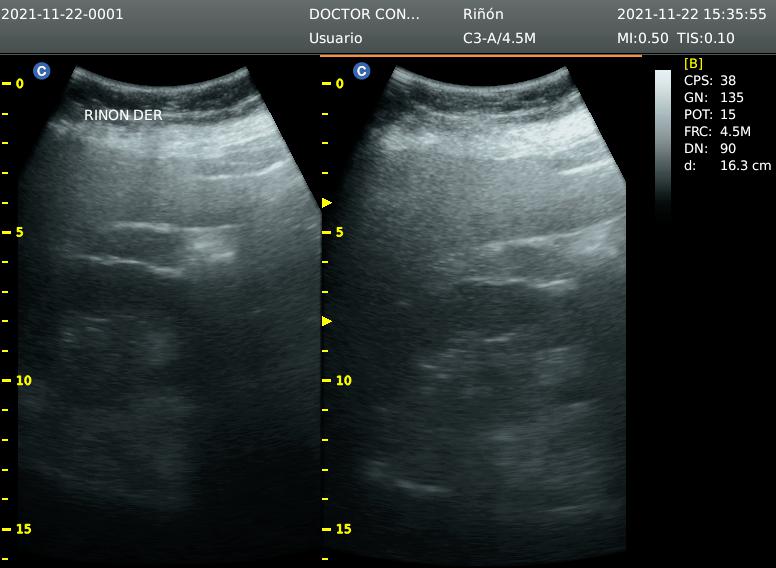 2021-11-22-0001 DOCTOR CON... Riñón 2021-11-22 15:35:55
Usuario C3-A/4.5M MI:0.50 TIS:0.10
C C
RINON DER
0 0
5 5
10 10
15 15
[B]
CPS: 38
GN: 135
POT: 15
FRC: 4.5M
DN: 90
d: 16.3 cm